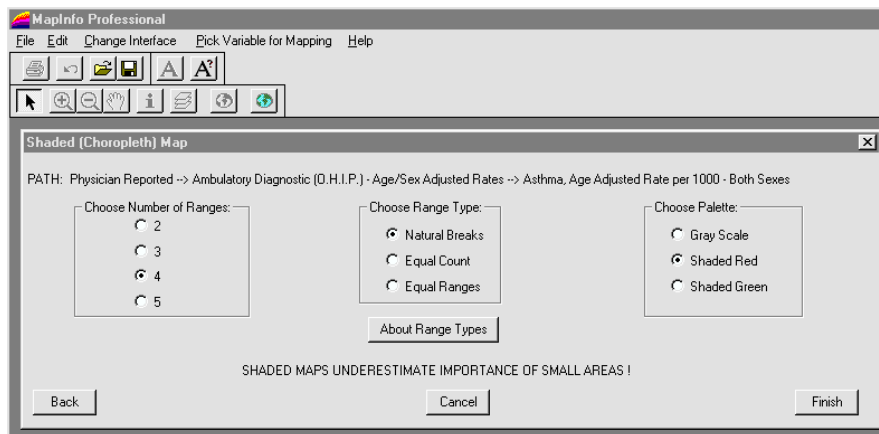 MapInfo Professional
File Edit Change Interface Pick Variable for Mapping Help
A A?
i
Shaded (Choropleth) Map
PATH: Physician Reported --> Ambulatory Diagnostic (O.H.I.P.) - Age/Sex Adjusted Rates --> Asthma, Age Adjusted Rate per 1000 - Both Sexes
Choose Number of Ranges:
2
3
4
5
Choose Range Type:
Natural Breaks
Equal Count
Equal Ranges
Choose Palette:
Gray Scale
Shaded Red
Shaded Green
About Range Types
SHADED MAPS UNDERESTIMATE IMPORTANCE OF SMALL AREAS !
Back Cancel Finish